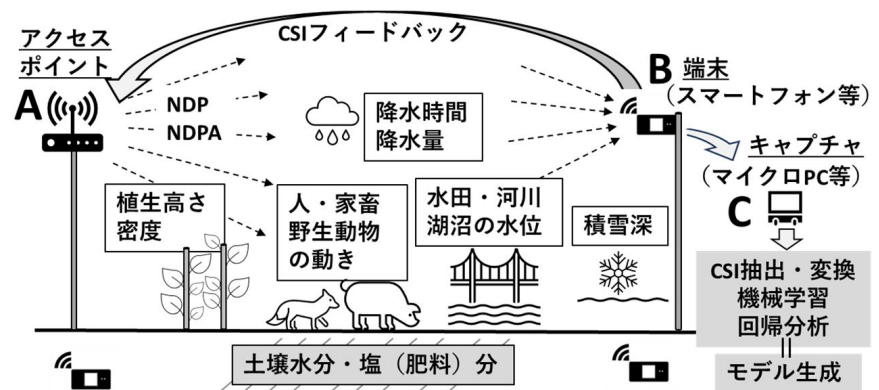 CSIフィードバック
アクセス
ポイント
A
NDP
NDPA
降水時間
降水量
B 端末
（スマートフォン等）
キャプチャ
（マイクロPC等）
C
植生高さ
密度
人・家畜
野生動物
の動き
水田・河川
湖沼の水位
積雪深
CSI抽出・変換
機械学習
回帰分析
モデル生成
土壌水分・塩（肥料）分